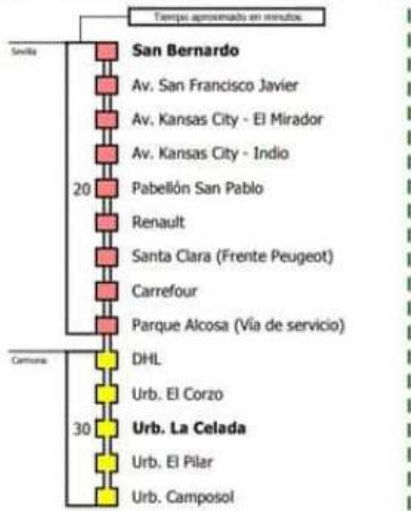 Tiempo aproximado en minutos
Sevilla
San Bernardo
Av. San Francisco Javier
Av. Kansas City - El Mirador
Av. Kansas City - Indio
20
Pabellón San Pablo
Renault
Santa Clara (Frente Peugeot)
Carrefour
Parque Alcosa (Vía de servicio)
Carmona
DHL
Urb. El Corzo
30
Urb. La Celada
Urb. El Pilar
Urb. Camposol